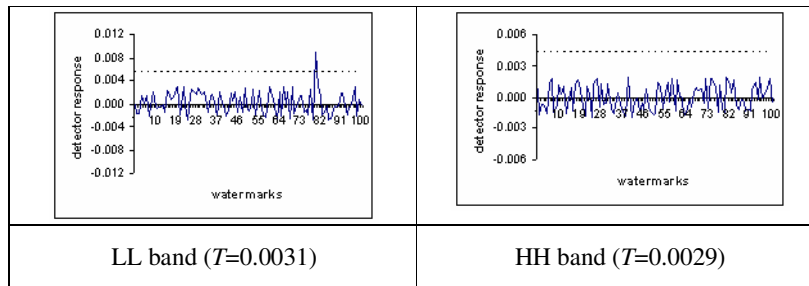 0.012
0.008
0.004
0.000
-0.004
-0.008
-0.012
detector response
10 19 28 37 46 55 64 73 82 91 100
watermarks
0.006
0.003
0.000
-0.003
-0.006
detector response
10 19 28 37 46 55 64 73 82 91 100
watermarks
LL band (T=0.0031)
HH band (T=0.0029)